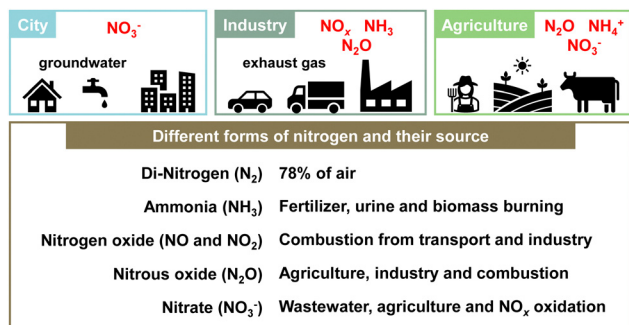 City
NO₃⁻
groundwater
Industry
NOₓ NH₃
N₂O
exhaust gas
Agriculture
N₂O NH₄⁺
NO₃⁻
Different forms of nitrogen and their source
Di-Nitrogen (N₂) 78% of air
Ammonia (NH₃) Fertilizer, urine and biomass burning
Nitrogen oxide (NO and NO₂) Combustion from transport and industry
Nitrous oxide (N₂O) Agriculture, industry and combustion
Nitrate (NO₃⁻) Wastewater, agriculture and NOₓ oxidation